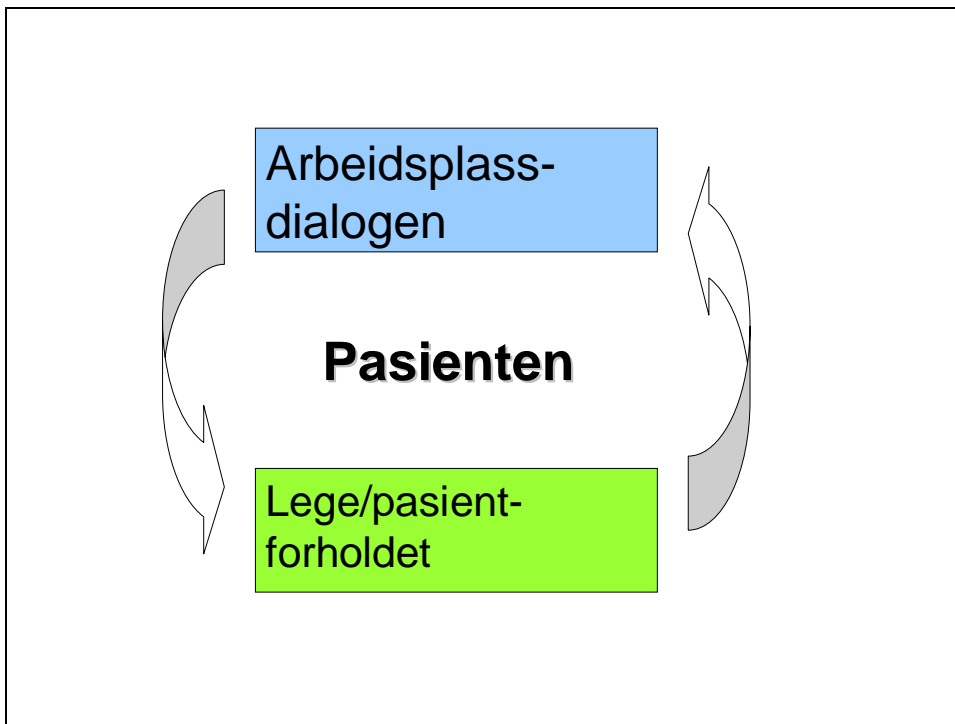 Arbeidsplass-
dialogen
Pasienten
Lege/pasient-
forholdet